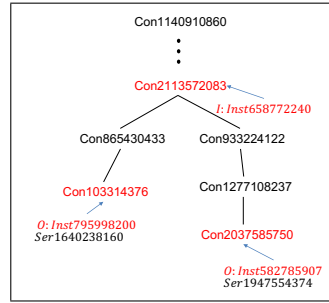 Con1140910860
Con2113572083
I: Inst658772240
Con865430433
Con933224122
Con103314376
Con1277108237
O: Inst795998200
Ser1640238160
Con2037585750
O: Inst582785907
Ser1947554374